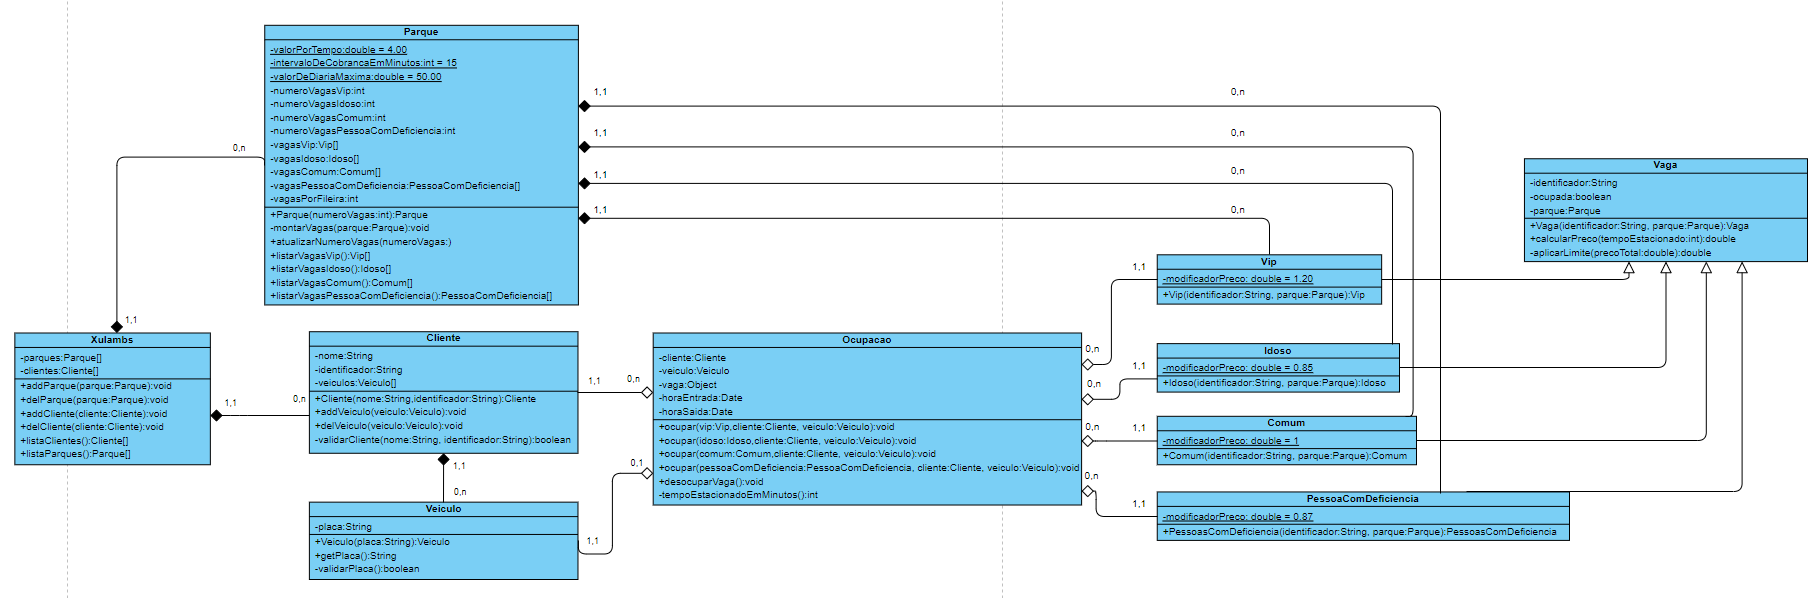 Parque
-valorPorTempo:double = 4.00
-intervaloDeCobrancaEmMinutos:int = 15
-valorDeDiariaMaxima:double = 50.00
-numeroVagasVip:int
-numeroVagasIdoso:int
-numeroVagasComum:int
-numeroVagasPessoaComDeficiencia:int
-vagasVip:Vip[]
-vagasIdoso:Idoso[]
-vagasComum:Comum[]
-vagasPessoaComDeficiencia:PessoaComDeficiencia[]
-vagasPorFileira:int
+Parque(numeroVagas:int):Parque
-montarVagas(parque:Parque):void
+atualizarNumeroVagas(numeroVagas:)
+listarVagasVip():Vip[]
+listarVagasIdoso():Idoso[]
+listarVagasComum():Comum[]
+listarVagasPessoaComDeficiencia():PessoaComDeficiencia[]
1,1
0,n
1,1
0,n
1,1
0,n
1,1
0,n
0,n
1,1
Vaga
-identificador:String
-ocupada:boolean
-parque:Parque
+Vaga(identificador:String, parque:Parque):Vaga
+calcularPreco(tempoEstacionado:int):double
-aplicarLimite(precoTotal:double):double
Xulambs
-parques:Parque[]
-clientes:Cliente[]
+addParque(parque:Parque):void
+delParque(parque:Parque):void
+addCliente(cliente:Cliente):void
+delCliente(cliente:Cliente):void
+listaClientes():Cliente[]
+listaParques():Parque[]
1,1
0,n
Cliente
-nome:String
-identificador:String
-veiculos:Veiculo[]
+Cliente(nome:String,identificador:String):Cliente
+addVeiculo(veiculo:Veiculo):void
+delVeiculo(veiculo:Veiculo):void
-validarCliente(nome:String, identificador:String):boolean
1,1
0,n
1,1
0,n
Veiculo
-placa:String
+Veiculo(placa:String):Veiculo
+getPlaca():String
-validarPlaca():boolean
1,1
0,1
Ocupacao
-cliente:Cliente
-veiculo:Veiculo
-vaga:Object
-horaEntrada:Date
-horaSaida:Date
+ocupar(vip:Vip,cliente:Cliente, veiculo:Veiculo):void
+ocupar(idoso:Idoso,cliente:Cliente, veiculo:Veiculo):void
+ocupar(comum:Comum,cliente:Cliente, veiculo:Veiculo):void
+ocupar(pessoaComDeficiencia:PessoaComDeficiencia, cliente:Cliente, veiculo:Veiculo):void
+desocuparVaga():void
-tempoEstacionadoEmMinutos():int
0,n
1,1
0,n
1,1
0,n
1,1
0,n
1,1
Vip
-modificadorPreco: double = 1.20
+Vip(identificador:String, parque:Parque):Vip
Idoso
-modificadorPreco: double = 0.85
+Idoso(identificador:String, parque:Parque):Idoso
Comum
-modificadorPreco: double = 1
+Comum(identificador:String, parque:Parque):Comum
PessoaComDeficiencia
-modificadorPreco: double = 0.87
+PessoasComDeficiencia(identificador:String, parque:Parque):PessoasComDeficiencia